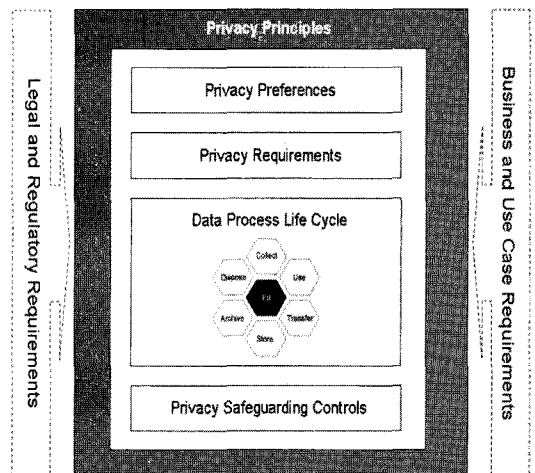 Privacy Principles
Legal and Regulatory Requirements
Privacy Preferences
Privacy Requirements
Data Process Life Cycle
Collect
Dispose
Use
PII
Archive
Transfer
Store
Privacy Safeguarding Controls
Business and Use Case Requirements